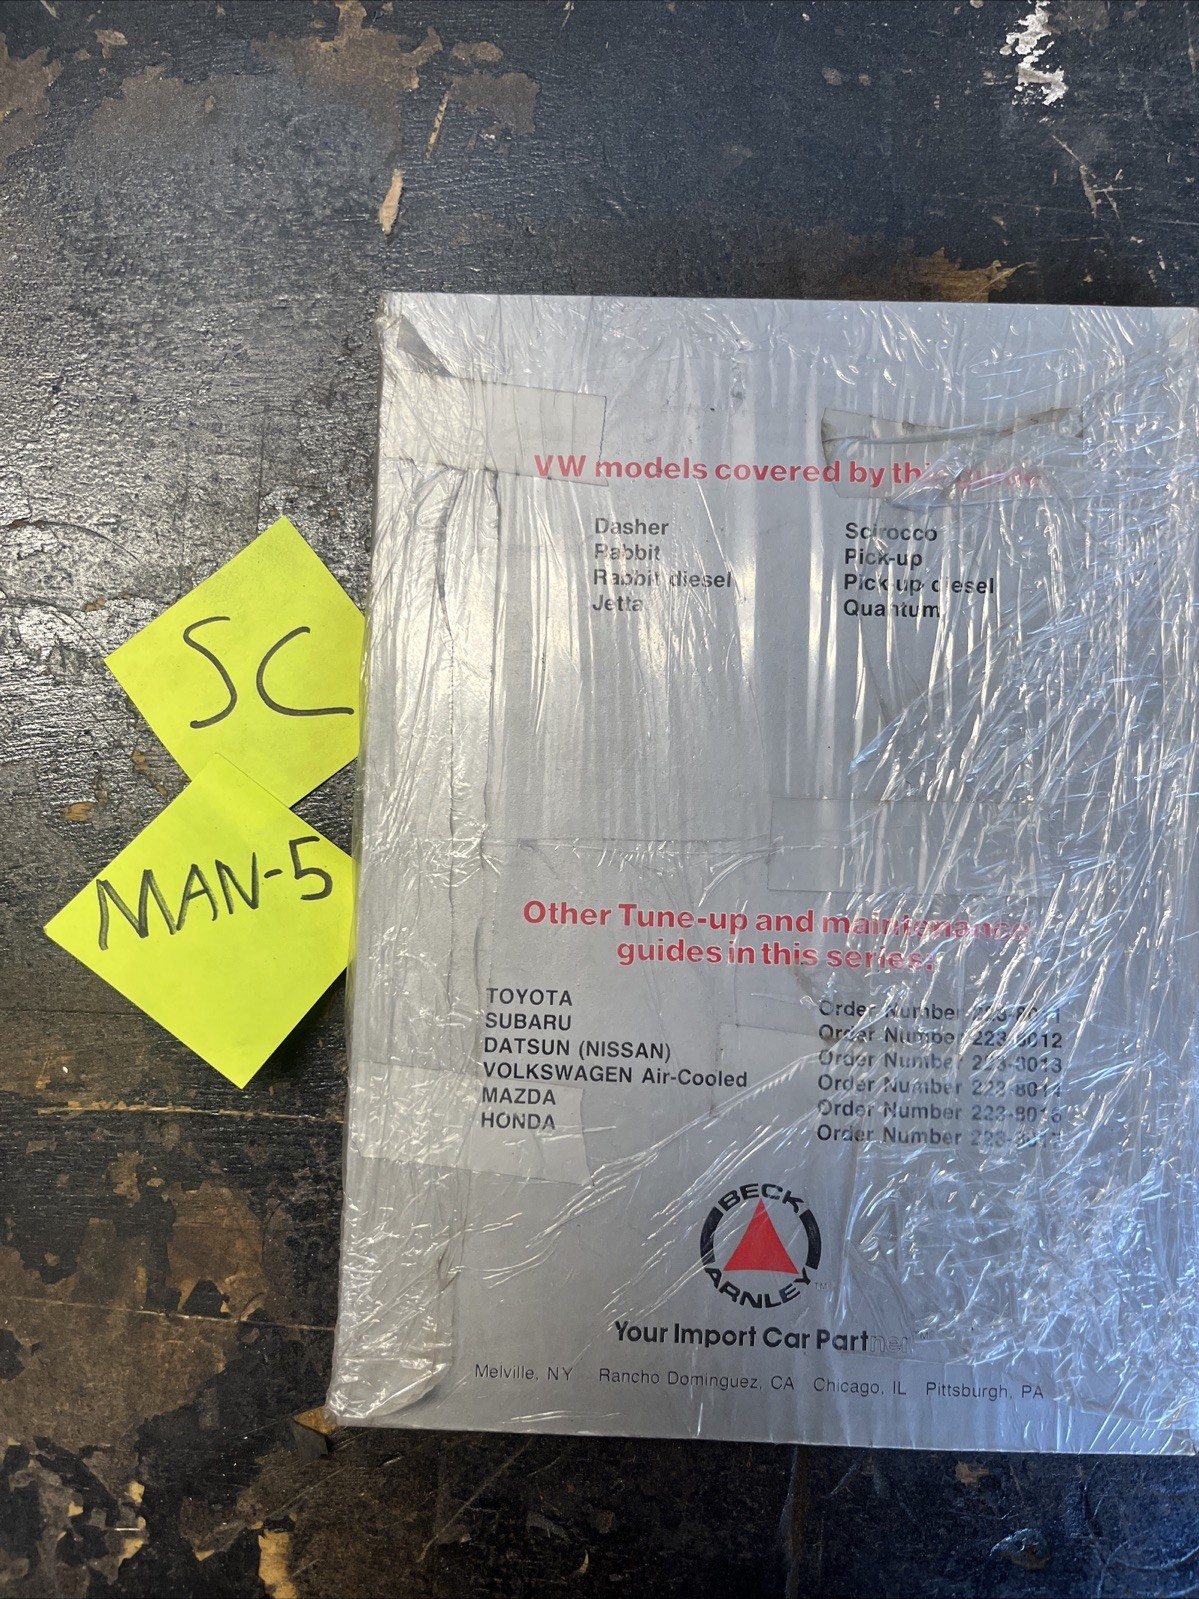 SC
MAN-5
VW models covered by this
Dasher
Rabbit
Rabbit diesel
Jetta
Scirocco
Pick-up
Pick-up diesel
Quantum
Other Tune-up and maintenance
guides in this series:
TOYOTA Order Number
SUBARU Order Number 223-8012
DATSUN (NISSAN) Order Number 223-8013
VOLKSWAGEN Air-Cooled Order Number 223-8014
MAZDA Order Number
HONDA Order Number
BECK
ARNLEY™
Your Import Car Partner
Melville, NY Rancho Dominguez, CA Chicago, IL Pittsburgh, PA